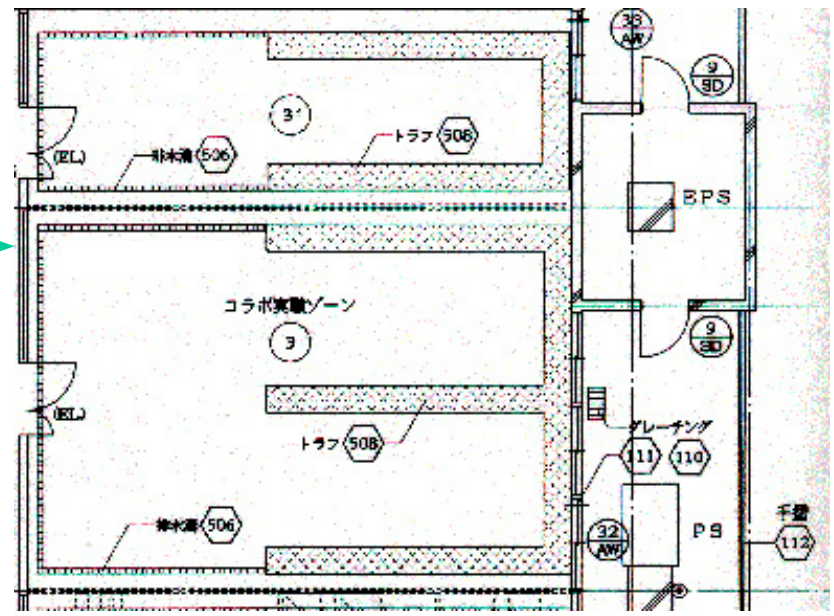 33
AW
9
SD
3'
トラフ 508
(EL)
排水溝 506
EPS
コラボ実験ゾーン
3
9
SD
(EL)
グレーチング
トラフ 508
111 110
排水溝 506
32
AW
PS
手摺
112